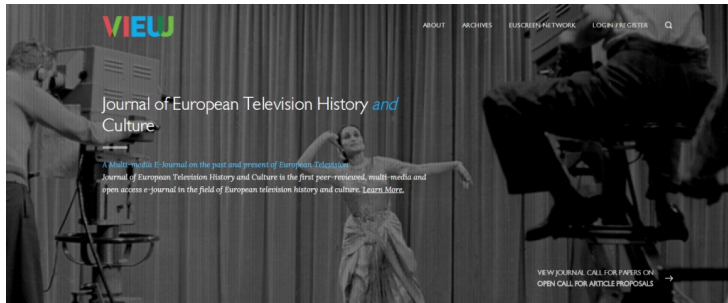 VIEW
ABOUT
ARCHIVES
EUSCREEN NETWORK
LOGIN / REGISTER
Journal of European Television History and
Culture
A Multi-media E-Journal on the past and present of European Television
Journal of European Television History and Culture is the first peer-reviewed, multi-media and
open access e-journal in the field of European television history and culture. Learn More.
VIEW JOURNAL CALL FOR PAPERS ON
OPEN CALL FOR ARTICLE PROPOSALS